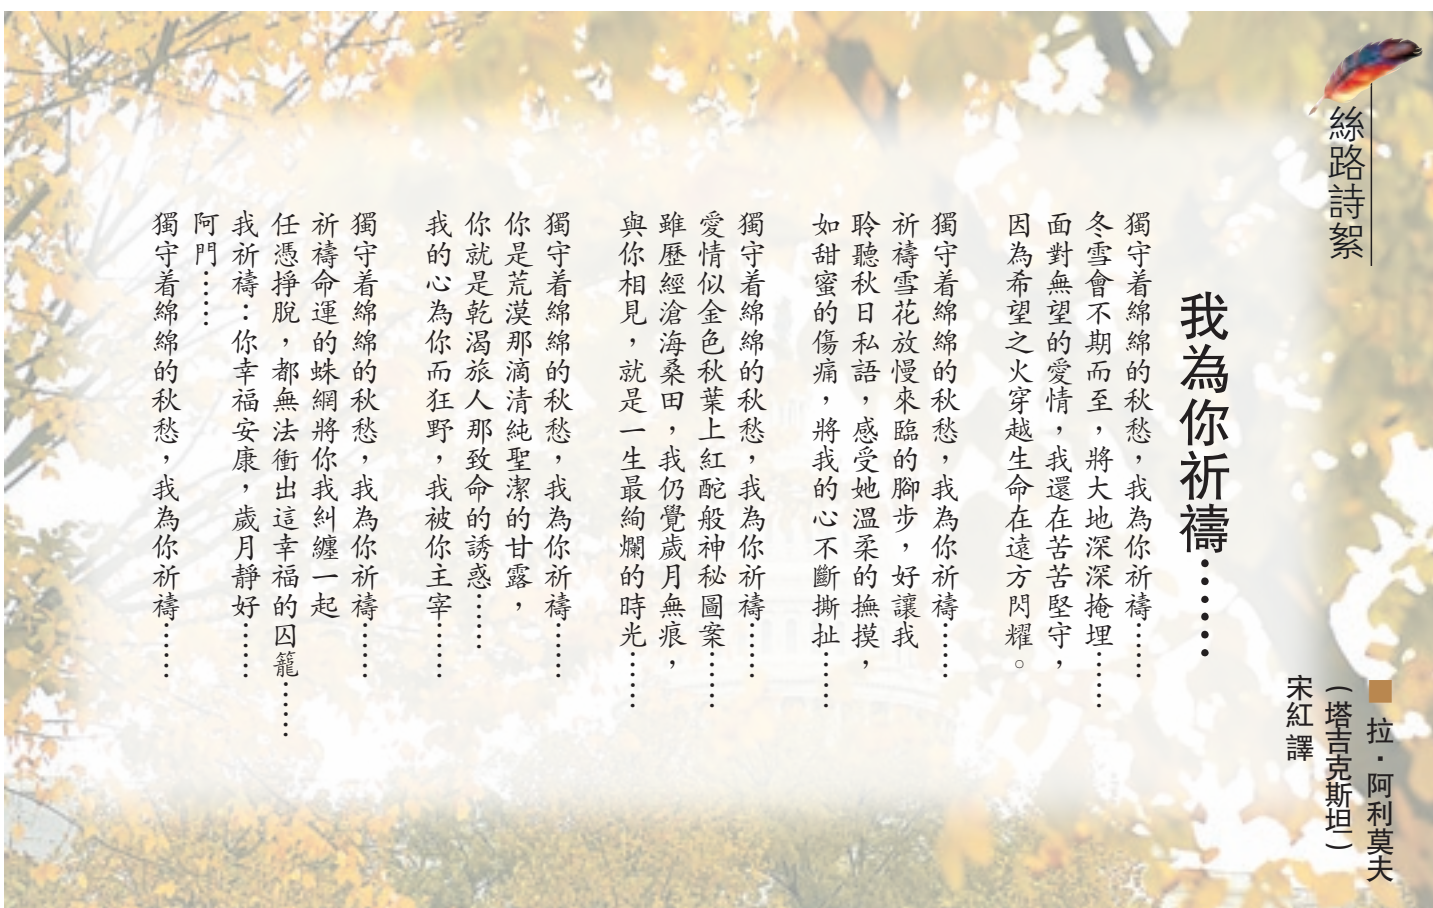 絲路詩絮
■ 拉·阿利莫夫
(塔吉克斯坦)
宋紅 譯
我為你祈禱……
獨守着綿綿的秋愁，我為你祈禱……
冬雪會不期而至，將大地深深掩埋……
面對無望的愛情，我還在苦苦堅守，
因為希望之火穿越生命在遠方閃耀。
獨守着綿綿的秋愁，我為你祈禱……
祈禱雪花放慢來臨的腳步，好讓我
聆聽秋日私語，感受她溫柔的撫摸，
如甜蜜的傷痛，將我的心不斷撕扯……
獨守着綿綿的秋愁，我為你祈禱……
愛情似金色秋葉上紅酡般神秘圖案……
雖歷經滄海桑田，我仍覺歲月無痕，
與你相見，就是一生最絢爛的時光……
獨守着綿綿的秋愁，我為你祈禱……
你是荒漠那滴清純聖潔的甘露，
你就是乾渴旅人那致命的誘惑……
我的心為你而狂野，我被你主宰……
獨守着綿綿的秋愁，我為你祈禱……
祈禱命運的蛛網將你我糾纏一起
任憑掙脫，都無法衝出這幸福的囚籠……
我祈禱：你幸福安康，歲月靜好……
阿門……
獨守着綿綿的秋愁，我為你祈禱……